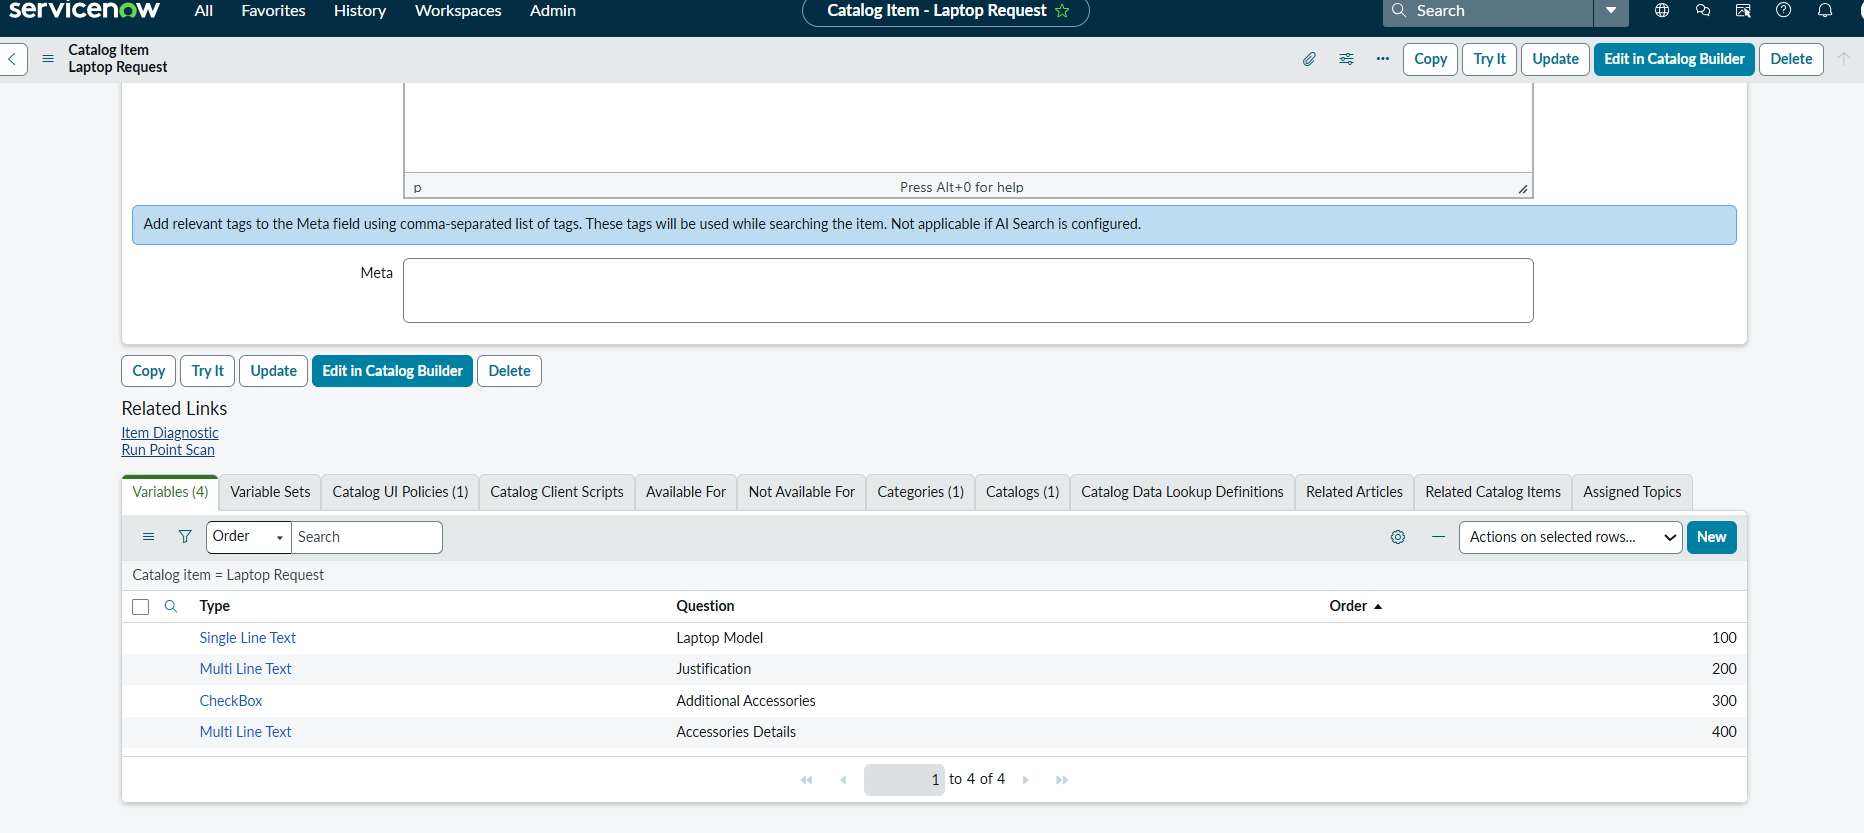 servicenow All Favorites History Workspaces Admin Catalog Item - Laptop Request Search
Catalog Item
Laptop Request
Copy Try It Update Edit in Catalog Builder Delete
p Press Alt+0 for help
Add relevant tags to the Meta field using comma-separated list of tags. These tags will be used while searching the item. Not applicable if AI Search is configured.
Meta
Copy Try It Update Edit in Catalog Builder Delete
Related Links
Item Diagnostic
Run Point Scan
Variables (4) Variable Sets Catalog UI Policies (1) Catalog Client Scripts Available For Not Available For Categories (1) Catalogs (1) Catalog Data Lookup Definitions Related Articles Related Catalog Items Assigned Topics
Order Search Actions on selected rows... New
Catalog item = Laptop Request
Type Question Order
Single Line Text Laptop Model 100
Multi Line Text Justification 200
CheckBox Additional Accessories 300
Multi Line Text Accessories Details 400
1 to 4 of 4